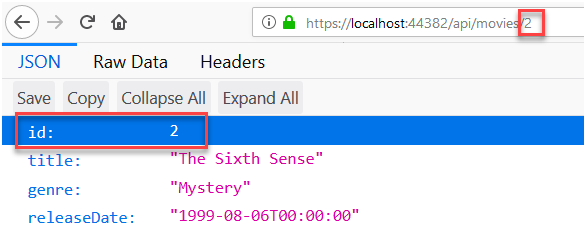 https://localhost:44382/api/movies/2
JSON Raw Data Headers
Save Copy Collapse All Expand All
id: 2
title: "The Sixth Sense"
genre: "Mystery"
releaseDate: "1999-08-06T00:00:00"